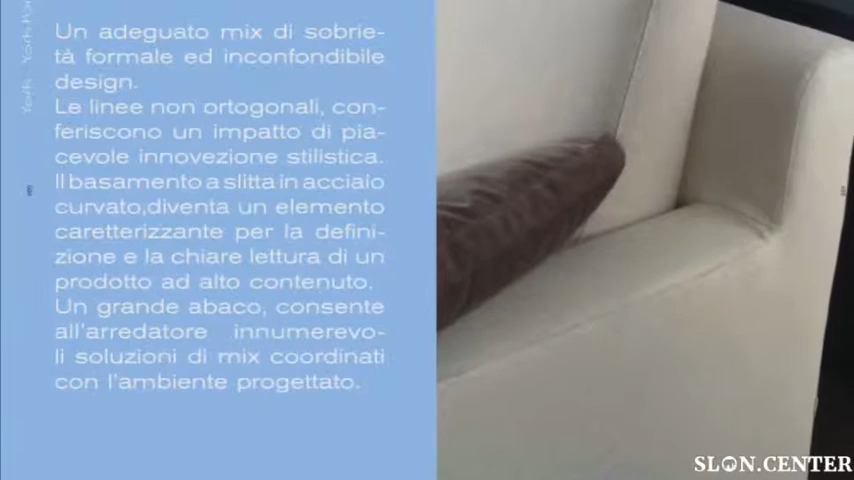 Un adeguato mix di sobrie-
tà formale ed inconfondibile
design.
Le linee non ortogonali, con-
feriscono un impatto di pia-
cevole innovezione stilistica.
Il basamento a slitta in acciaio
curvato,diventa un elemento
caretterizzante per la defini-
zione e la chiare lettura di un
prodotto ad alto contenuto.
Un grande abaco, consente
all'arredatore innumerevo-
li soluzioni di mix coordinati
con l'ambiente progettato.
SLON.CENTER